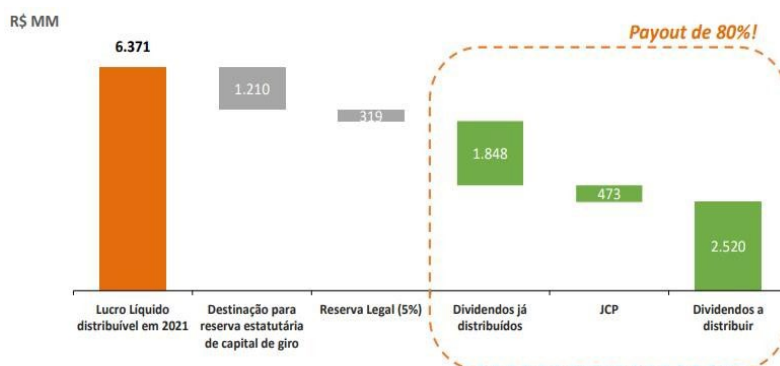 R$ MM
Payout de 80%!
6.371
1.210
319
1.848
473
2.520
Lucro Líquido
distribuível em 2021
Destinação para
reserva estatutária
de capital de giro
Reserva Legal (5%)
Dividendos já
distribuídos
JCP
Dividendos a
distribuir